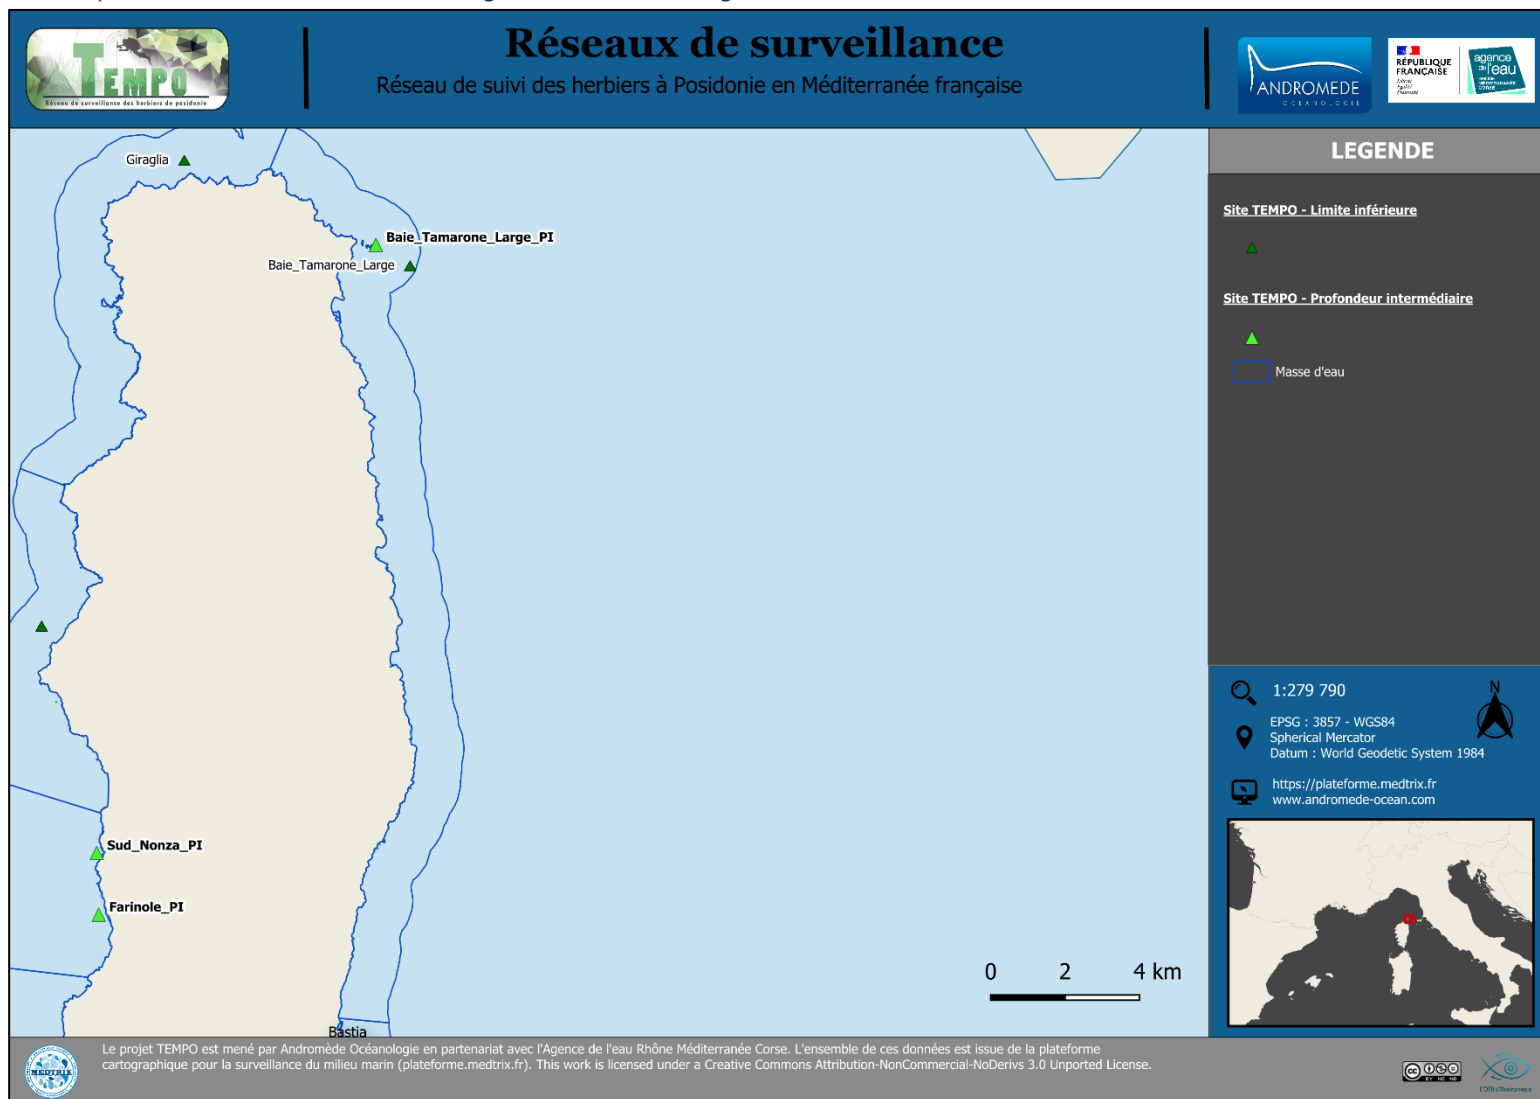 Réseaux de surveillance
Réseau de suivi des herbiers à Posidonie en Méditerranée française
TEMPO
Réseau de surveillance des herbiers de posidonie
ANDROMEDE
OCEANOLOGIE
RÉPUBLIQUE
FRANÇAISE
agence
de l'eau
Giraglia
Baie_Tamarone_Large_PI
Baie_Tamarone_Large
Sud_Nonza_PI
Farinole_PI
Bastia
0 2 4 km
LEGENDE
Site TEMPO - Limite inférieure
Site TEMPO - Profondeur intermédiaire
Masse d'eau
1:279 790
N
EPSG : 3857 - WGS84
Spherical Mercator
Datum : World Geodetic System 1984
https://plateforme.medtrix.fr
www.andromede-ocean.com
MEDTRIX
Le projet TEMPO est mené par Andromède Océanologie en partenariat avec l'Agence de l'eau Rhône Méditerranée Corse. L'ensemble de ces données est issue de la plateforme
cartographique pour la surveillance du milieu marin (plateforme.medtrix.fr). This work is licensed under a Creative Commons Attribution-NonCommercial-NoDerivs 3.0 Unported License.
cc
BY NC ND